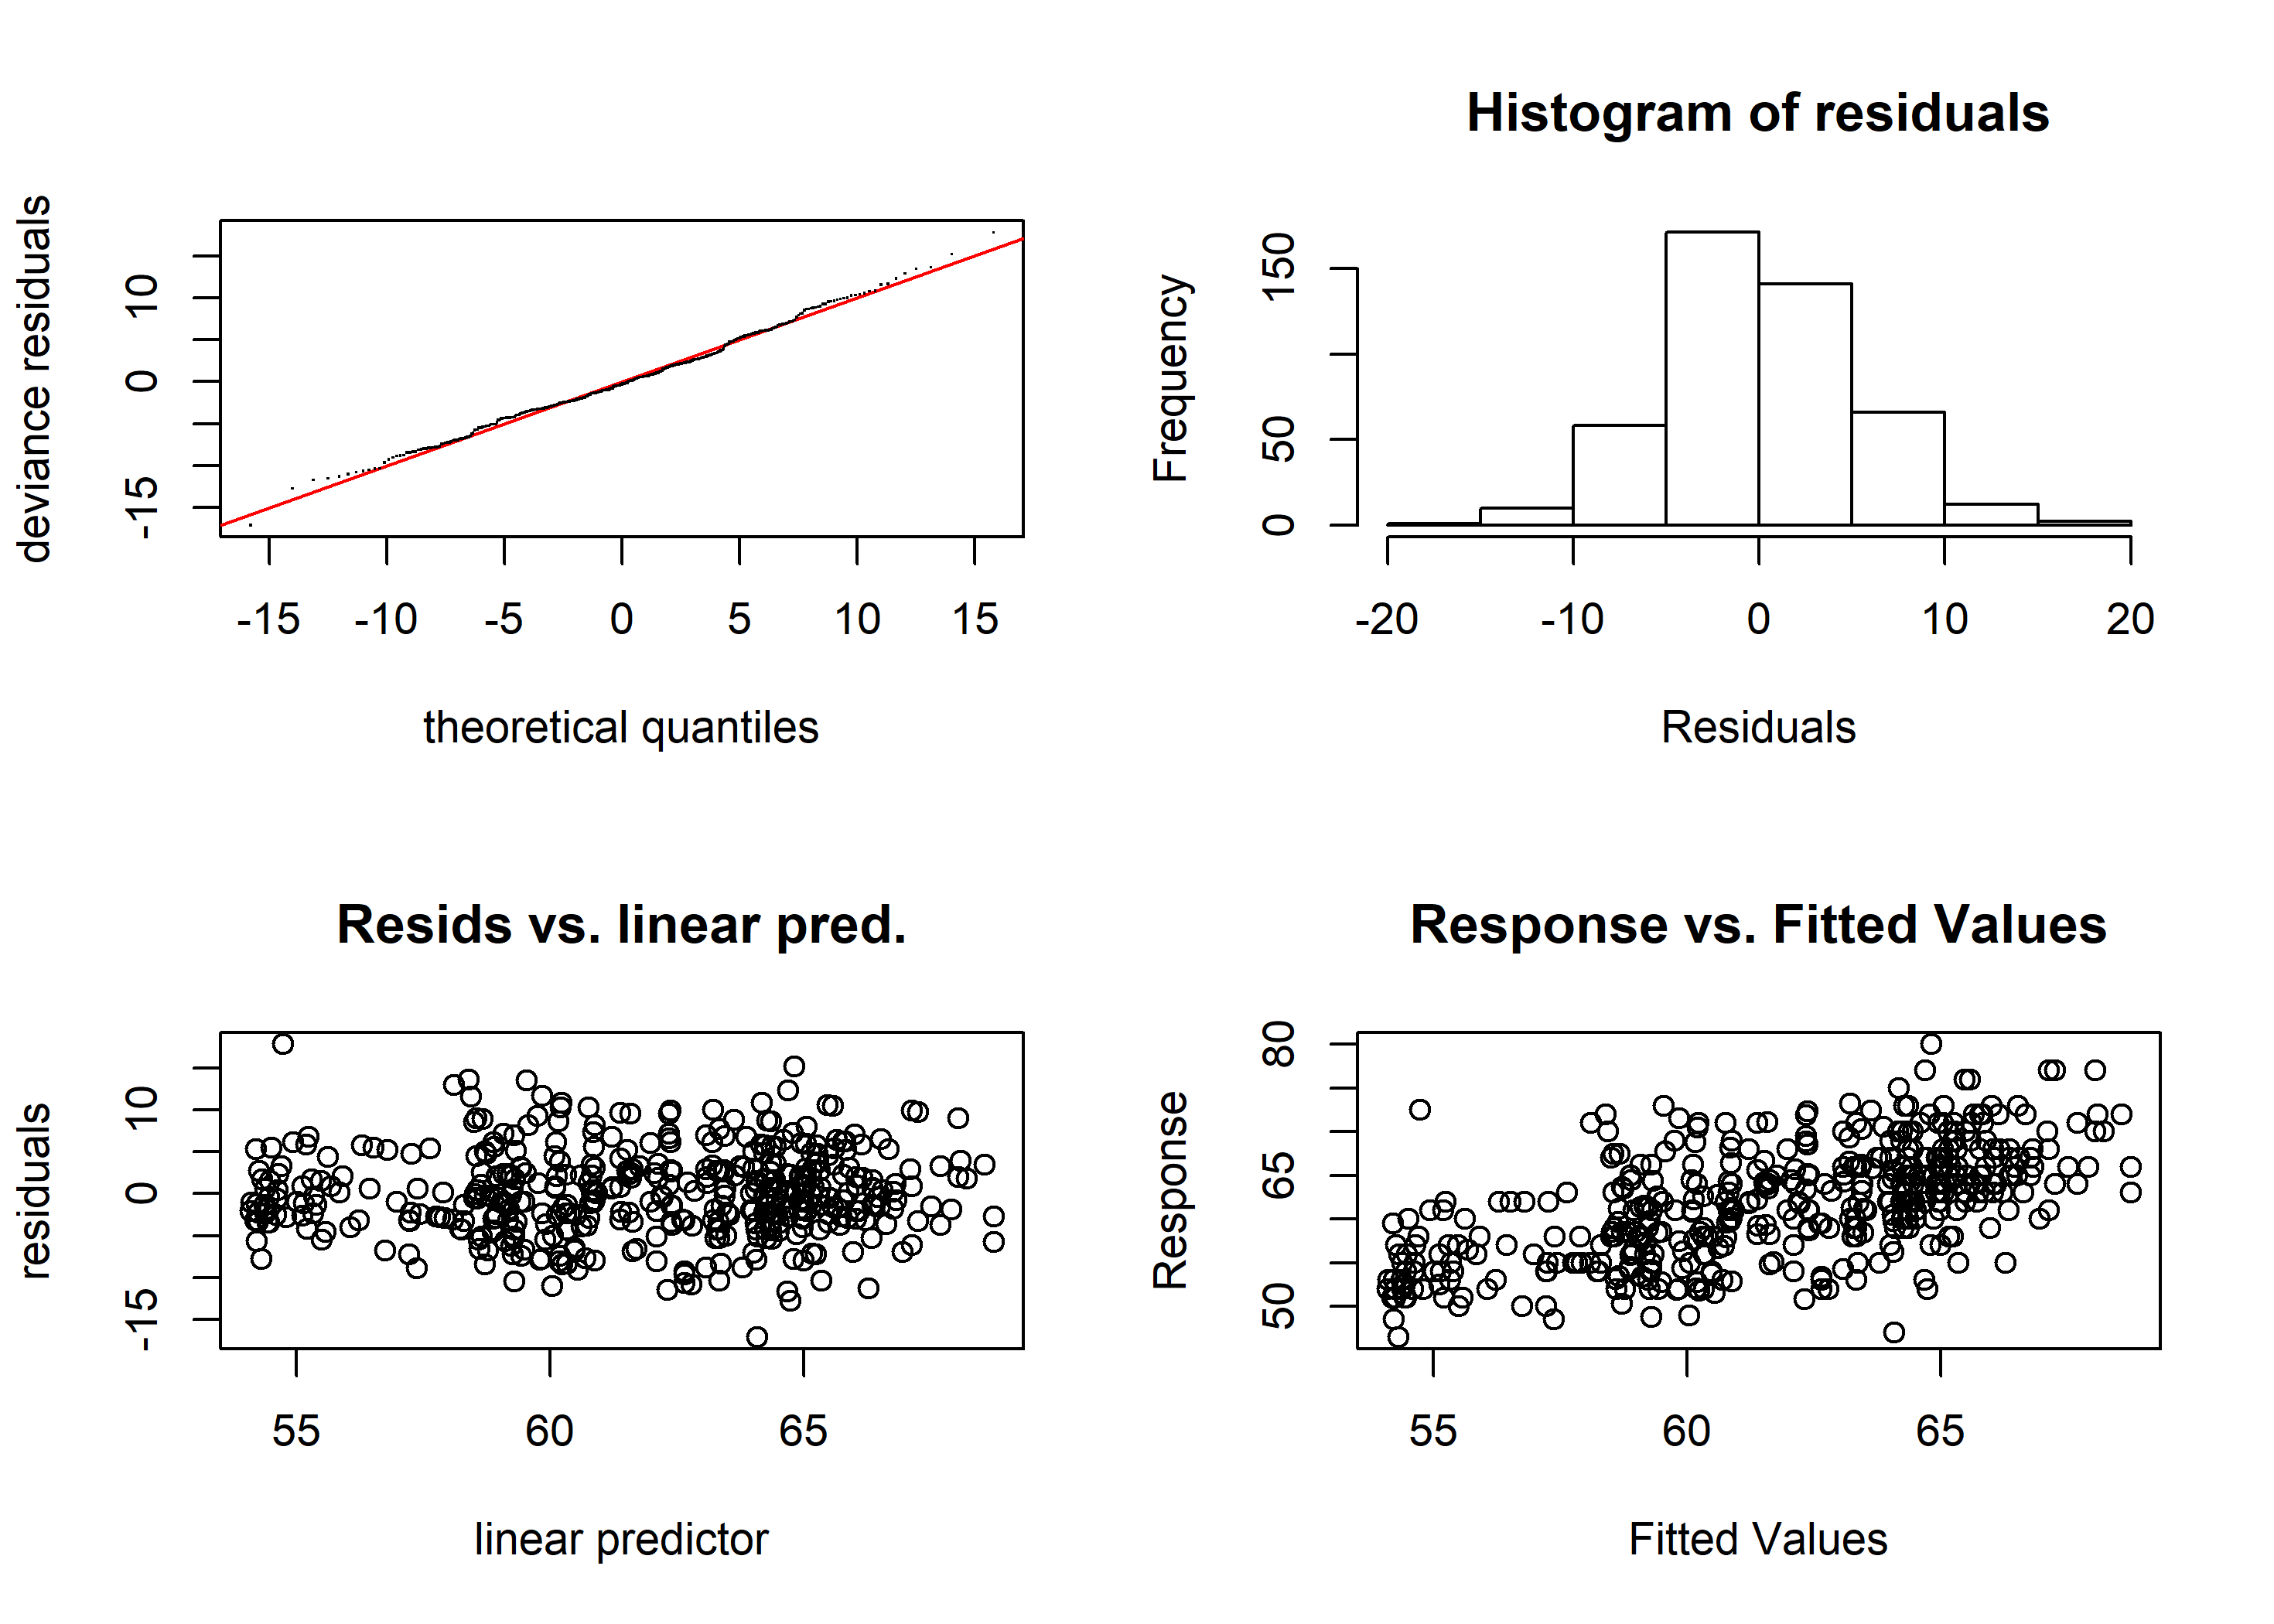 deviance residuals
10
0
-15
-15 -10 -5 0 5 10 15
theoretical quantiles
Histogram of residuals
Frequency
150
50
0
-20 -10 0 10 20
Residuals
Resids vs. linear pred.
residuals
10
0
-15
55 60 65
linear predictor
Response vs. Fitted Values
Response
80
65
50
55 60 65
Fitted Values